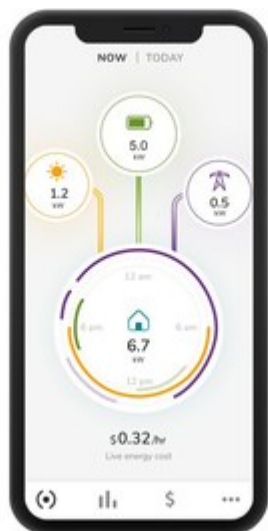 NOW | TODAY
5.0
kW
1.2
kW
0.5
kW
12 am
6 pm
6 am
6.7
kW
12 pm
$0.32/hr
Live energy cost
$